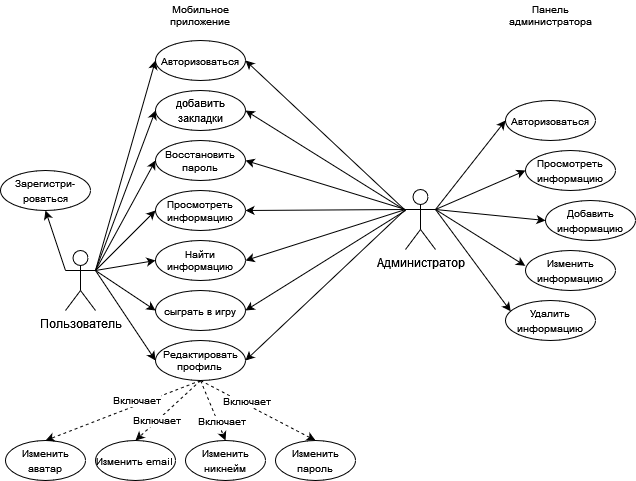 Мобильное
приложение
Панель
администратора
Авторизоваться
добавить
закладки
Восстановить
пароль
Просмотреть
информацию
Найти
информацию
сыграть в игру
Редактировать
профиль
Зарегистри-
роваться
Пользователь
Администратор
Авторизоваться
Просмотреть
информацию
Добавить
информацию
Изменить
информацию
Удалить
информацию
Включает
Включает
Включает
Включает
Изменить
аватар
Изменить email
Изменить
никнейм
Изменить
пароль